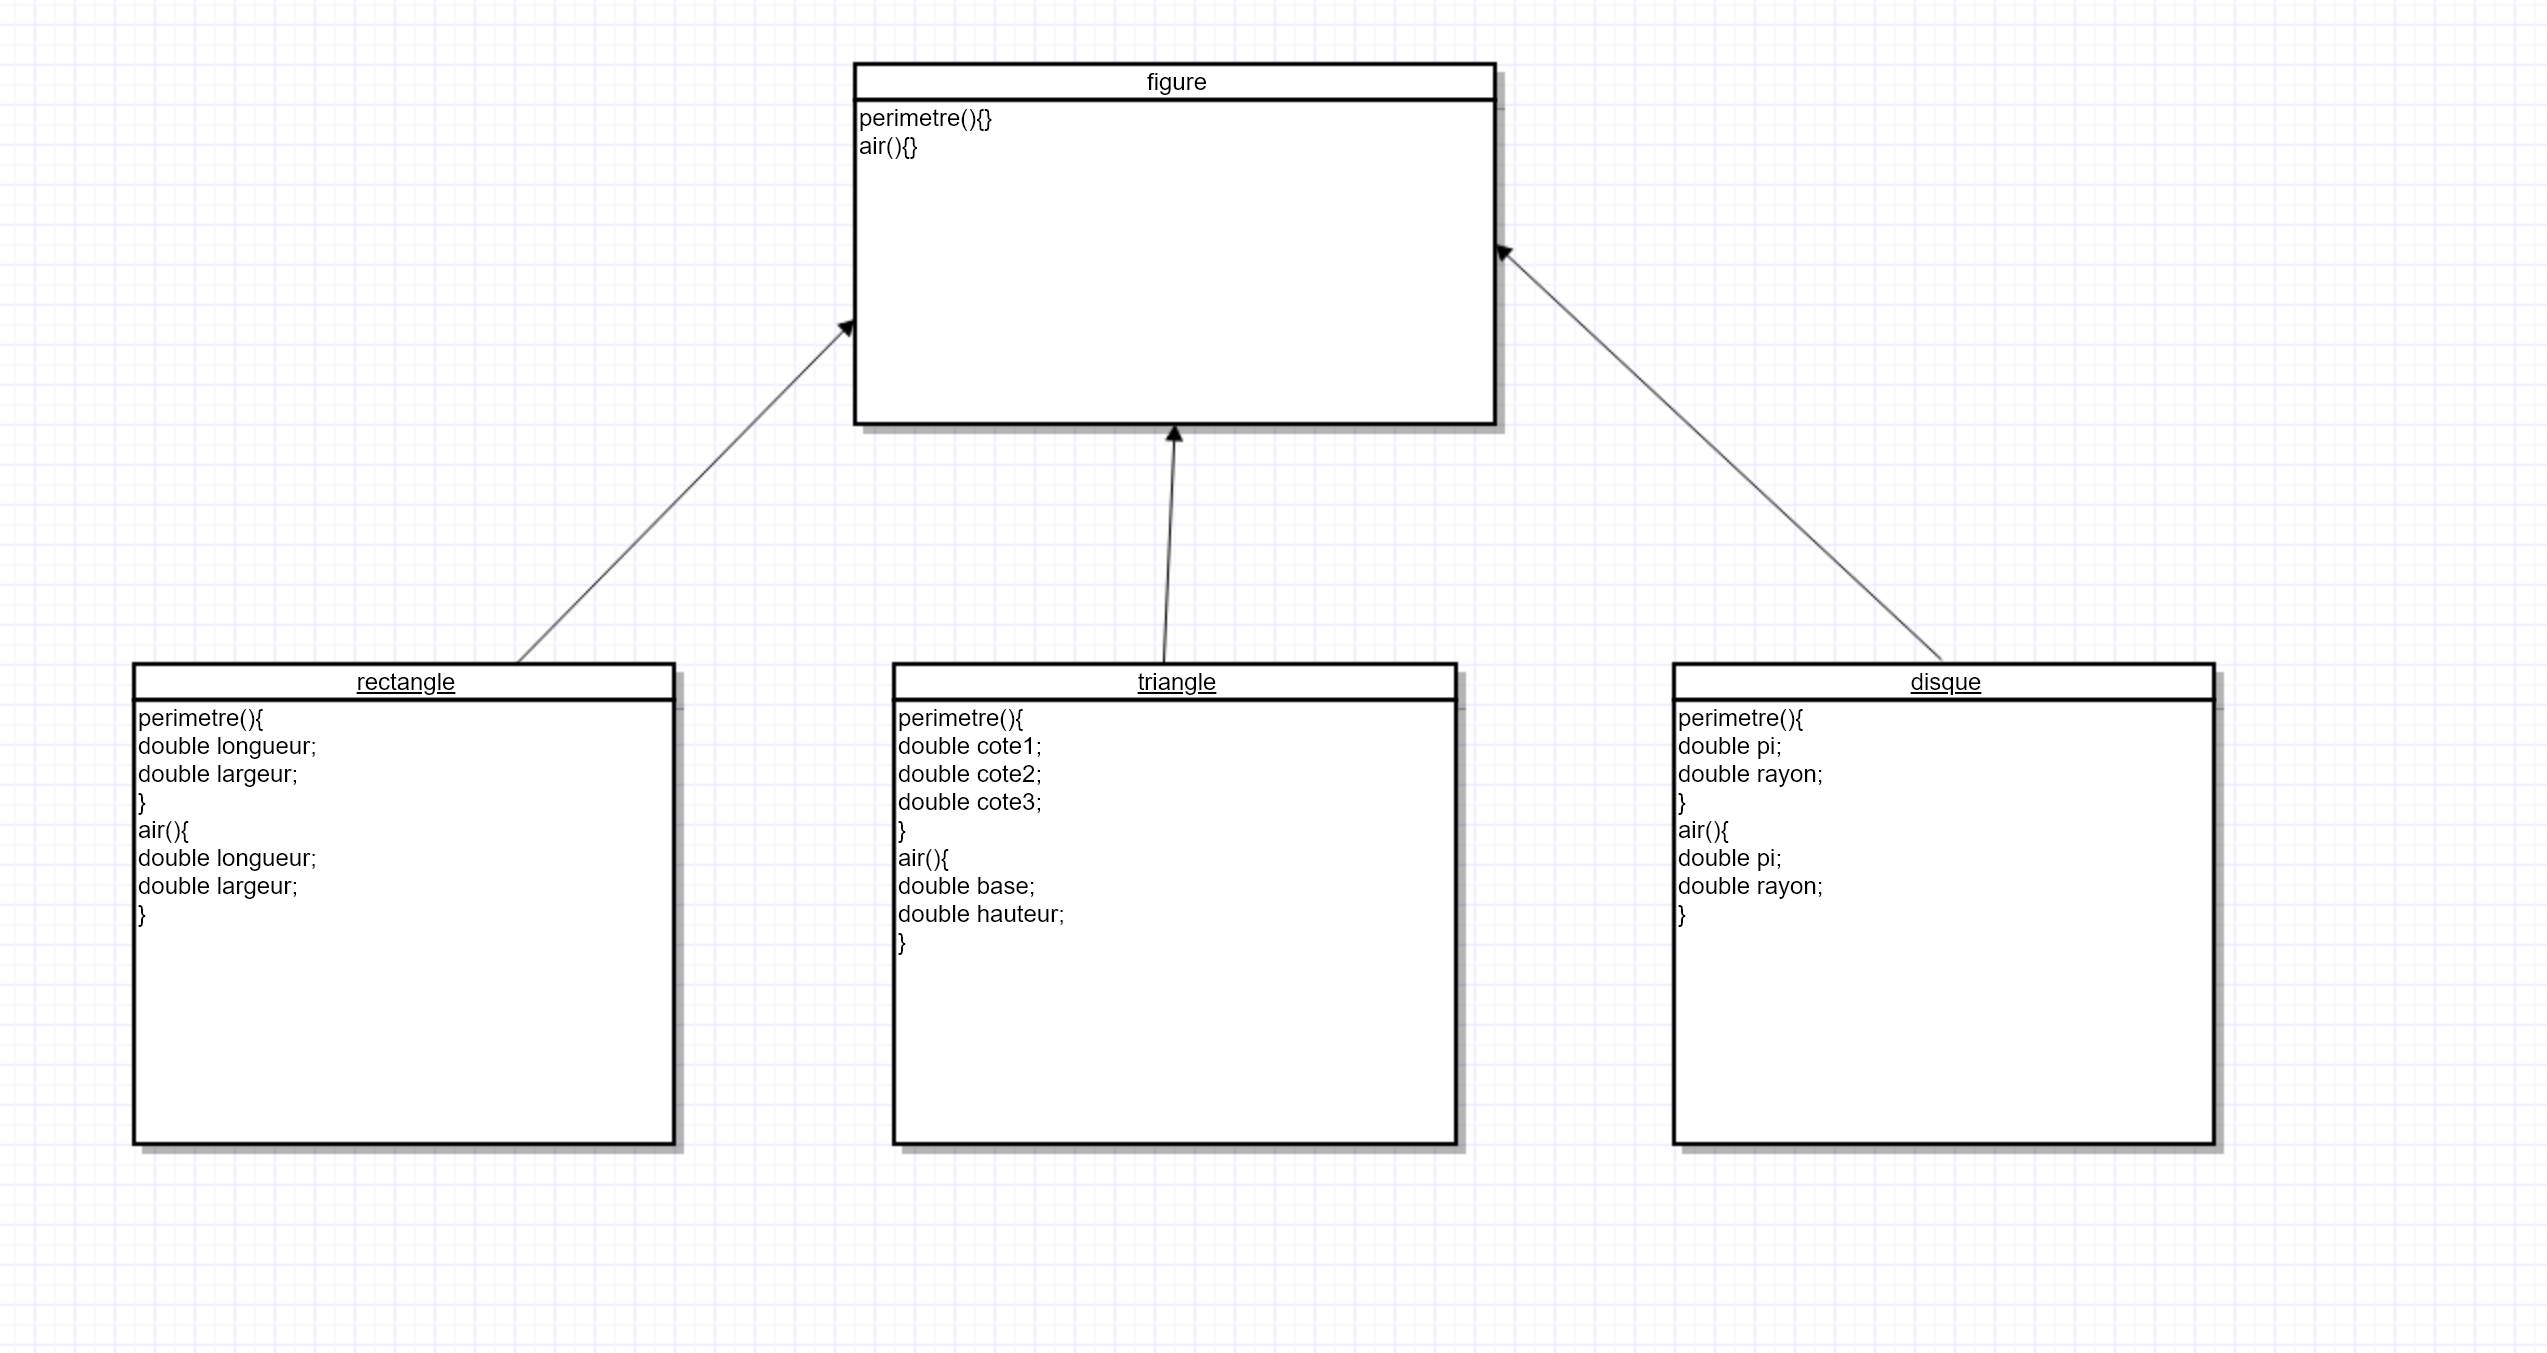 figure
perimetre(){}
air(){}
rectangle
perimetre(){
double longueur;
double largeur;
}
air(){
double longueur;
double largeur;
}
triangle
perimetre(){
double cote1;
double cote2;
double cote3;
}
air(){
double base;
double hauteur;
}
disque
perimetre(){
double pi;
double rayon;
}
air(){
double pi;
double rayon;
}